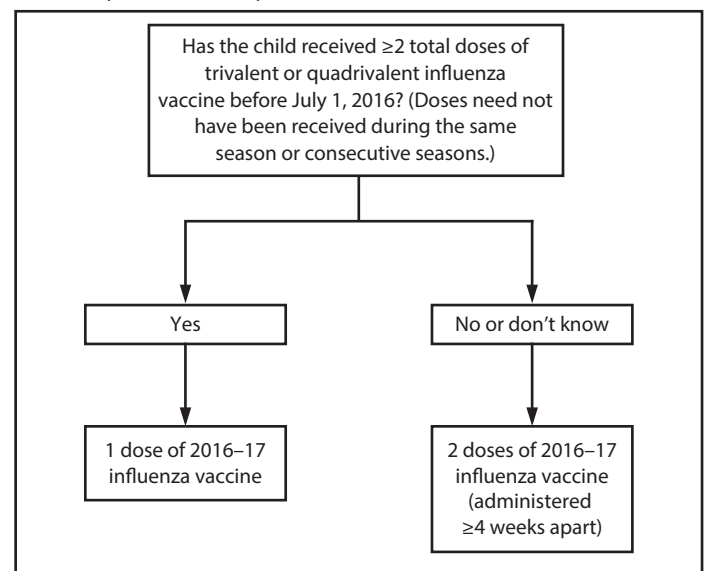 Has the child received ≥2 total doses of
trivalent or quadrivalent influenza
vaccine before July 1, 2016? (Doses need not
have been received during the same
season or consecutive seasons.)
Yes
No or don't know
1 dose of 2016–17
influenza vaccine
2 doses of 2016–17
influenza vaccine
(administered
≥4 weeks apart)